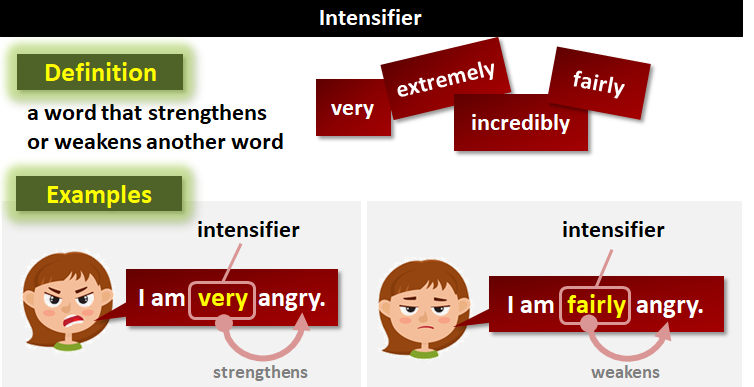 Intensifier
Definition
a word that strengthens
or weakens another word
very
extremely
incredibly
fairly
Examples
intensifier
I am very angry.
strengthens
intensifier
I am fairly angry.
weakens